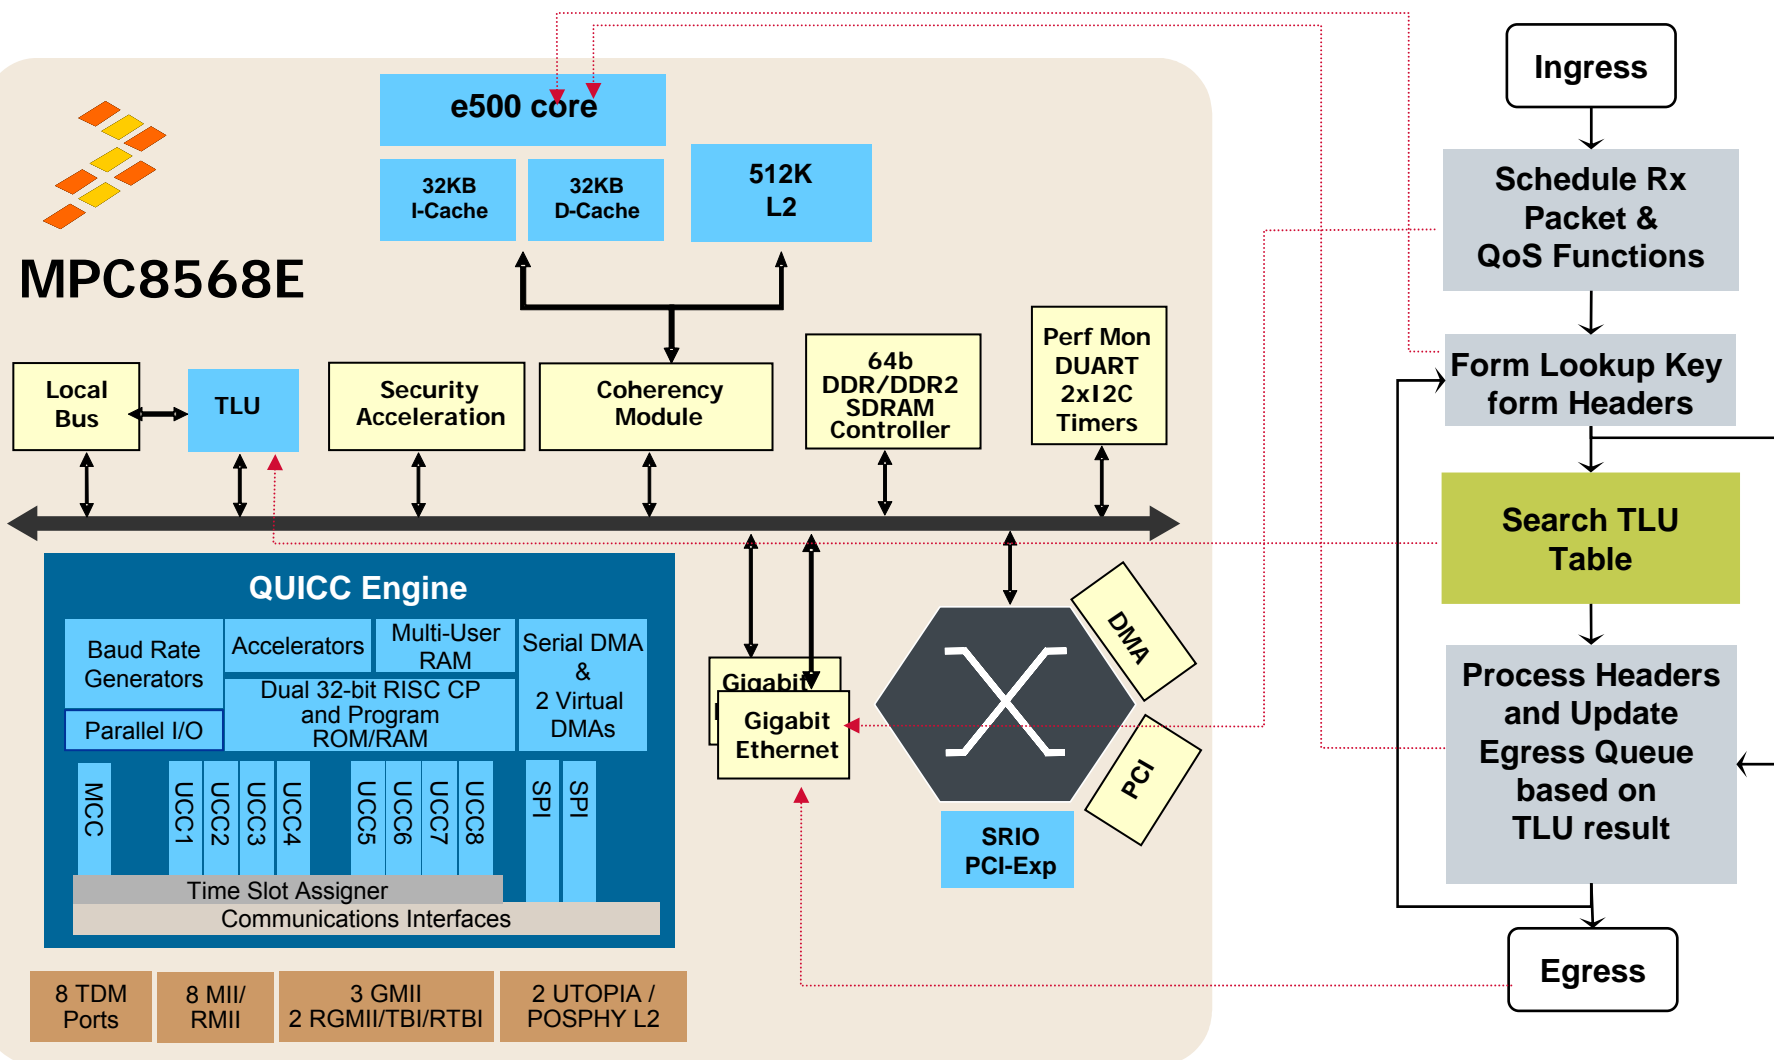 e500 core
32KB
I-Cache
32KB
D-Cache
512K
L2
MPC8568E
Local
Bus
TLU
Security
Acceleration
Coherency
Module
64b
DDR/DDR2
SDRAM
Controller
Perf Mon
DUART
2xI2C
Timers
QUICC Engine
Baud Rate
Generators
Accelerators
Multi-User
RAM
Serial DMA
&
2 Virtual
DMAs
Parallel I/O
Dual 32-bit RISC CP
and Program
ROM/RAM
MCC
UCC1
UCC2
UCC3
UCC4
UCC5
UCC6
UCC7
UCC8
SPI
SPI
Time Slot Assigner
Communications Interfaces
Gigabit
Gigabit
Ethernet
DMA
PCI
SRIO
PCI-Exp
8 TDM
Ports
8 MII/
RMII
3 GMII
2 RGMII/TBI/RTBI
2 UTOPIA /
POSPHY L2
Ingress
Schedule Rx
Packet &
QoS Functions
Form Lookup Key
form Headers
Search TLU
Table
Process Headers
and Update
Egress Queue
based on
TLU result
Egress